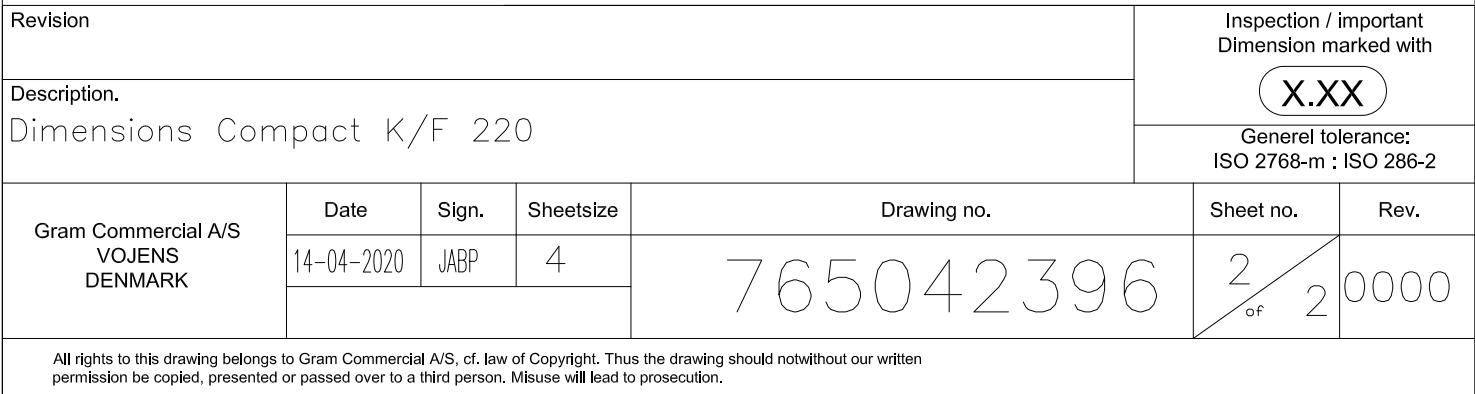 Revision
Inspection / important
Dimension marked with
X.XX
Description.
Dimensions Compact K/F 220
Generel tolerance:
ISO 2768-m : ISO 286-2
Gram Commercial A/S
VOJENS
DENMARK
Date
Sign.
Sheetsize
Drawing no.
Sheet no.
Rev.
14-04-2020
JABP
4
765042396
2
of
2
0000
All rights to this drawing belongs to Gram Commercial A/S, cf. law of Copyright. Thus the drawing should notwithout our written
permission be copied, presented or passed over to a third person. Misuse will lead to prosecution.